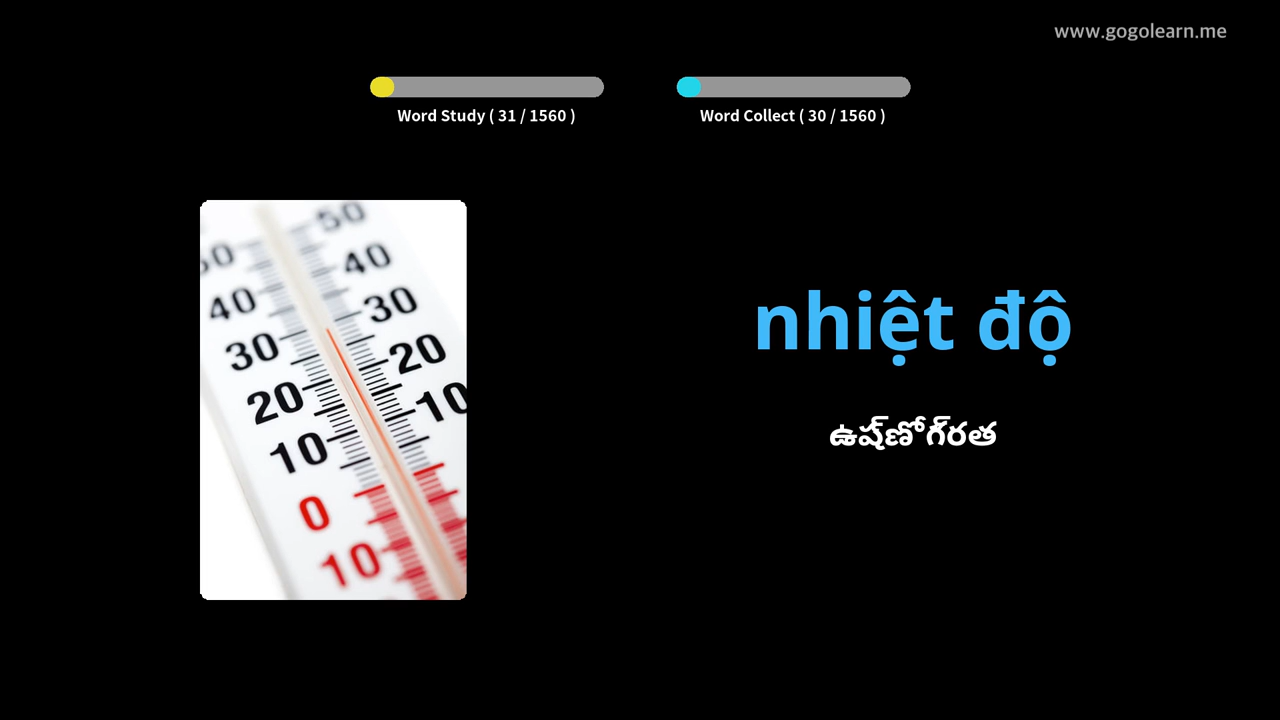 www.gogolearn.me
Word Study ( 31 / 1560 )
Word Collect ( 30 / 1560 )
50
50 40
40 30
30 20
20 10
10
0
10
nhiệt độ
ఉష్ణోగ్రత